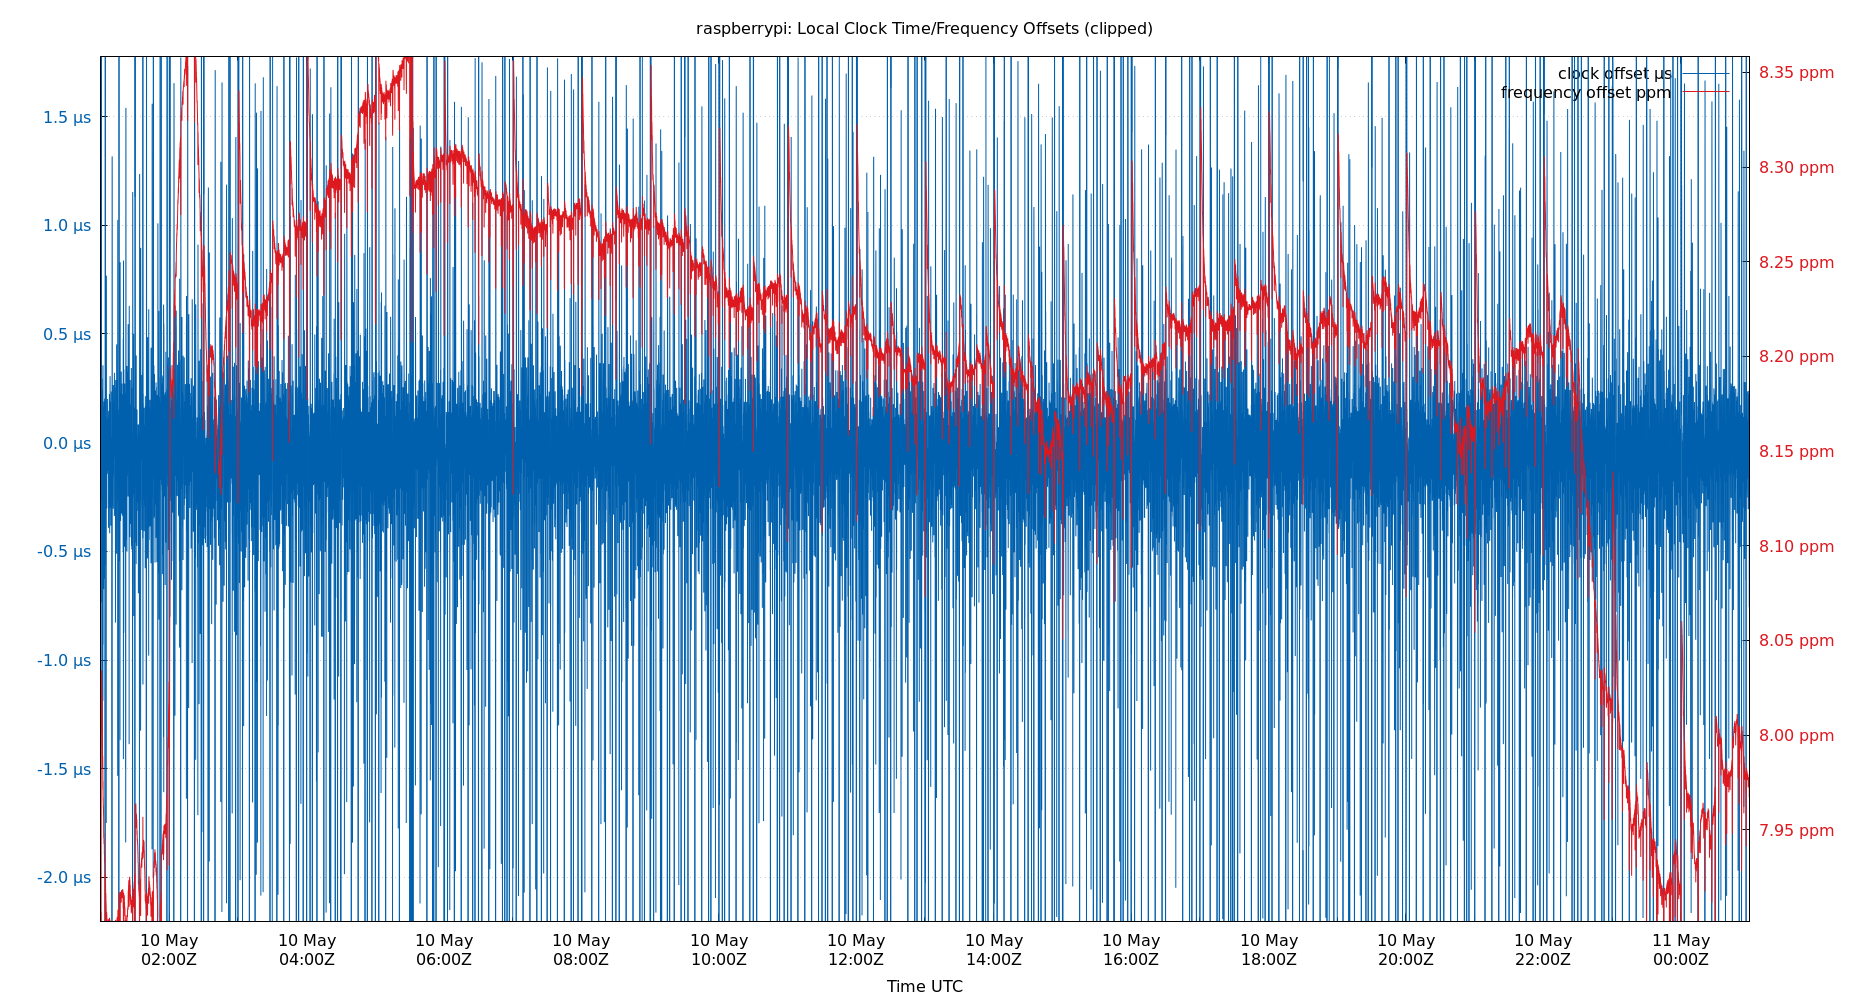 raspberrypi: Local Clock Time/Frequency Offsets (clipped)
clock offset µs
frequency offset ppm
1.5 µs
1.0 µs
0.5 µs
0.0 µs
-0.5 µs
-1.0 µs
-1.5 µs
-2.0 µs
8.35 ppm
8.30 ppm
8.25 ppm
8.20 ppm
8.15 ppm
8.10 ppm
8.05 ppm
8.00 ppm
7.95 ppm
10 May 10 May 10 May 10 May 10 May 10 May 10 May 10 May 10 May 10 May 10 May 11 May
02:00Z 04:00Z 06:00Z 08:00Z 10:00Z 12:00Z 14:00Z 16:00Z 18:00Z 20:00Z 22:00Z 00:00Z
Time UTC